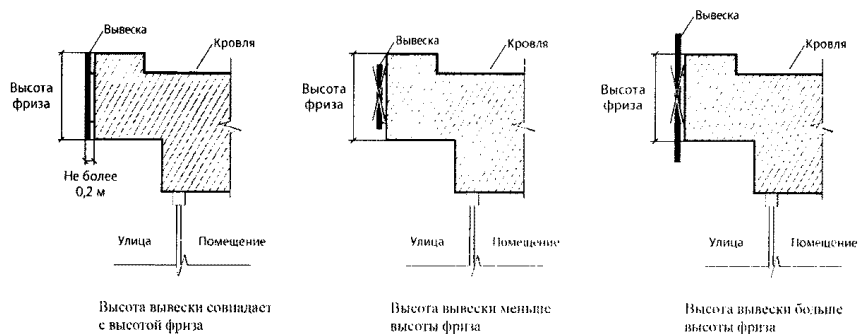 Вывеска
Кровля
Высота
фриза
Не более
0,2 м
Улица
Помещение
Высота вывески совпадает
с высотой фриза
Вывеска
Кровля
Высота
фриза
Улица
Помещение
Высота вывески меньше
высоты фриза
Вывеска
Кровля
Высота
фриза
Улица
Помещение
Высота вывески больше
высоты фриза